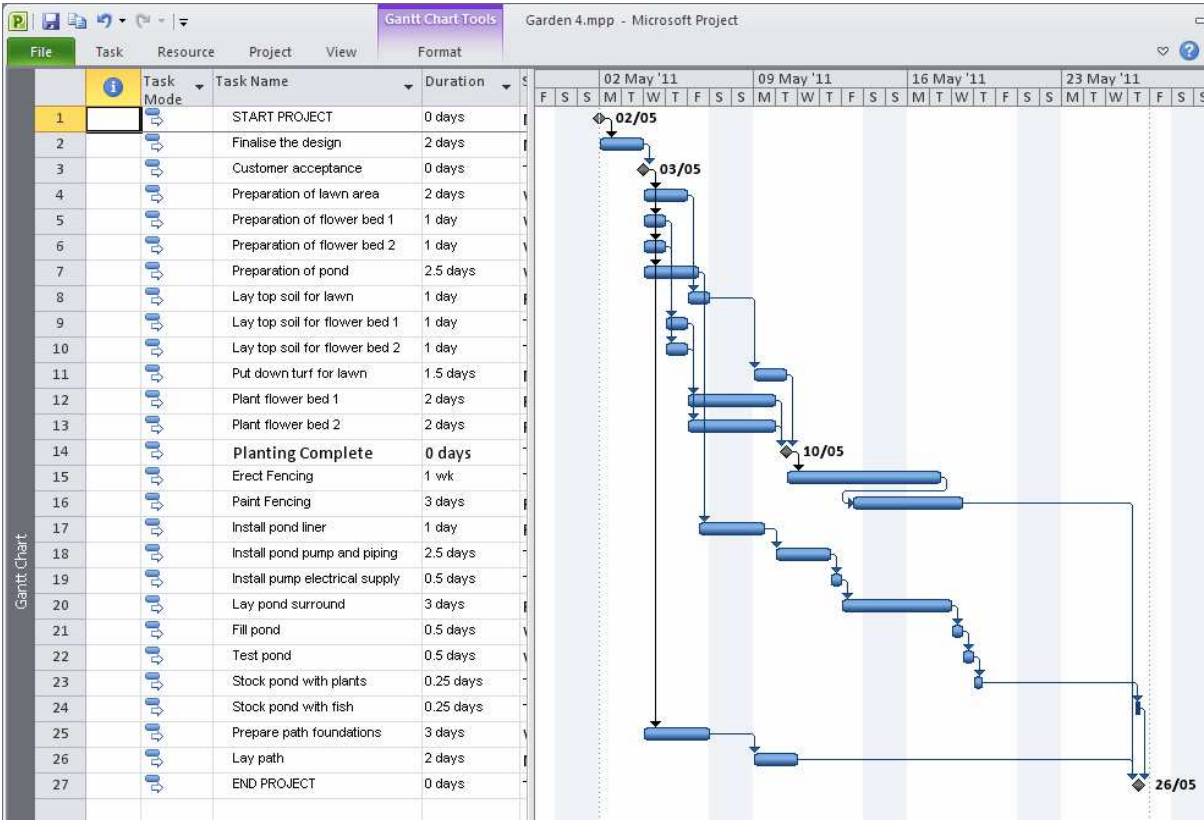 Gantt Chart Tools
Garden 4.mpp - Microsoft Project
File Task Resource Project View Format
Task Mode Task Name Duration S
02 May '11 09 May '11 16 May '11 23 May '11
F S S M T W T F S S M T W T F S S M T W T F S S M T W T F S S
1 START PROJECT 0 days 02/05
2 Finalise the design 2 days
3 Customer acceptance 0 days 03/05
4 Preparation of lawn area 2 days
5 Preparation of flower bed 1 1 day
6 Preparation of flower bed 2 1 day
7 Preparation of pond 2.5 days
8 Lay top soil for lawn 1 day
9 Lay top soil for flower bed 1 1 day
10 Lay top soil for flower bed 2 1 day
11 Put down turf for lawn 1.5 days
12 Plant flower bed 1 2 days
13 Plant flower bed 2 2 days
14 Planting Complete 0 days 10/05
15 Erect Fencing 1 wk
16 Paint Fencing 3 days
17 Install pond liner 1 day
18 Install pond pump and piping 2.5 days
19 Install pump electrical supply 0.5 days
20 Lay pond surround 3 days
21 Fill pond 0.5 days
22 Test pond 0.5 days
23 Stock pond with plants 0.25 days
24 Stock pond with fish 0.25 days
25 Prepare path foundations 3 days
26 Lay path 2 days
27 END PROJECT 0 days 26/05
Gantt Chart